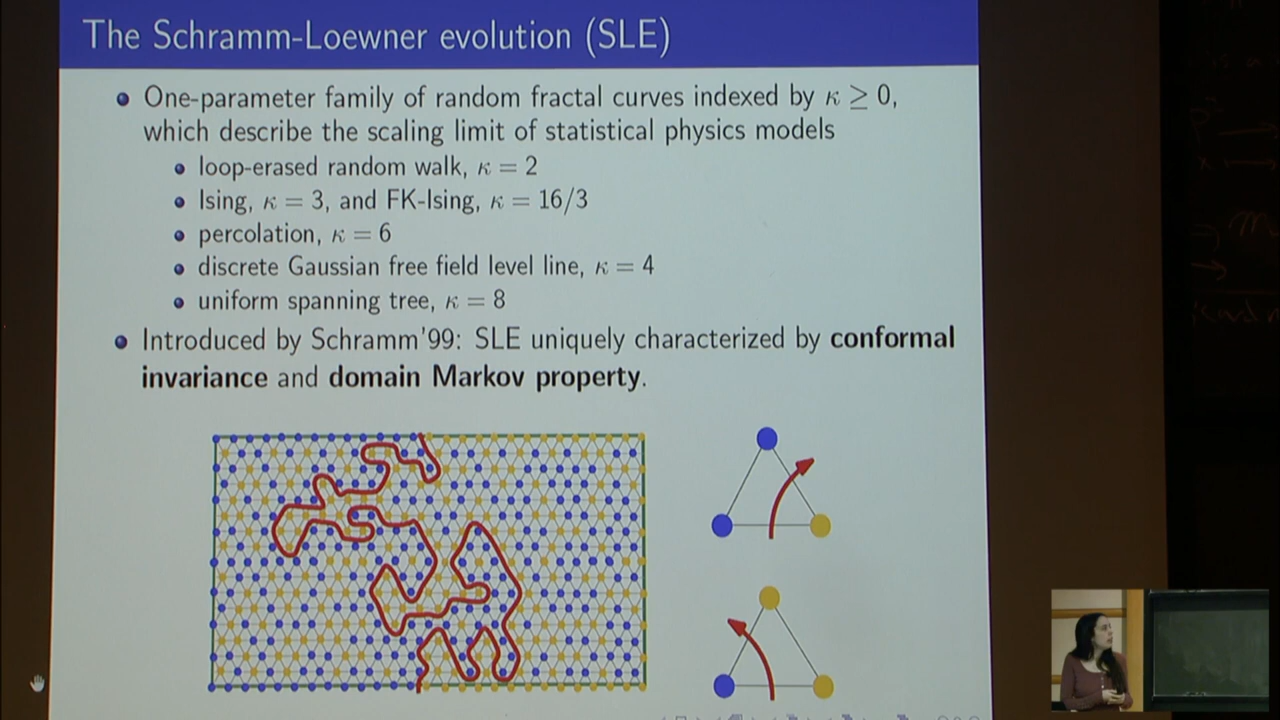 The Schramm-Loewner evolution (SLE)
One-parameter family of random fractal curves indexed by κ ≥ 0,
which describe the scaling limit of statistical physics models
loop-erased random walk, κ = 2
Ising, κ = 3, and FK-Ising, κ = 16/3
percolation, κ = 6
discrete Gaussian free field level line, κ = 4
uniform spanning tree, κ = 8
Introduced by Schramm'99: SLE uniquely characterized by conformal
invariance and domain Markov property.